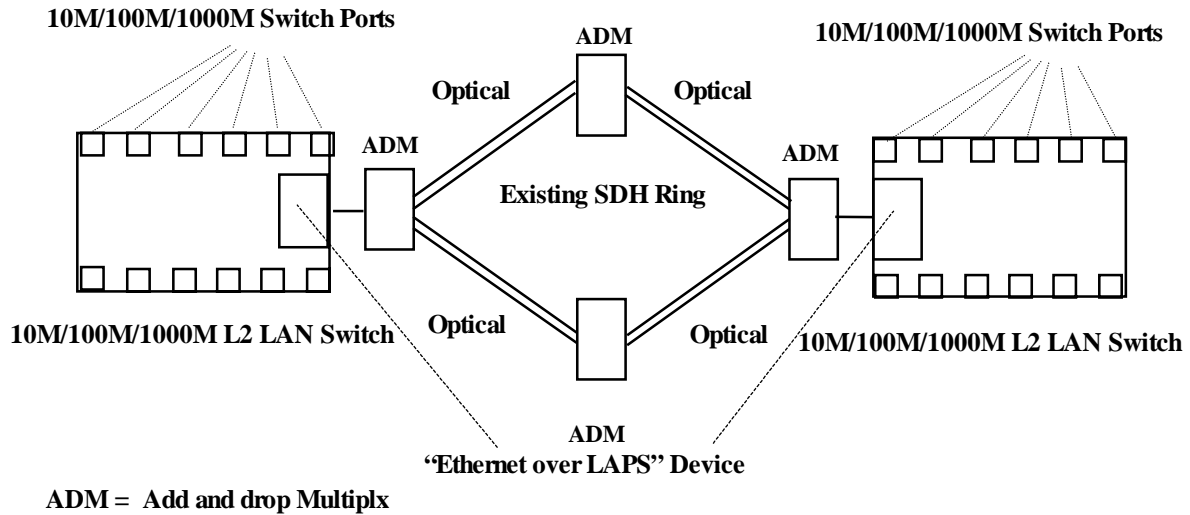 10M/100M/1000M Switch Ports
ADM
10M/100M/1000M Switch Ports
Optical
Optical
ADM
ADM
Existing SDH Ring
Optical
Optical
10M/100M/1000M L2 LAN Switch
10M/100M/1000M L2 LAN Switch
ADM
“Ethernet over LAPS” Device
ADM = Add and drop Multiplx